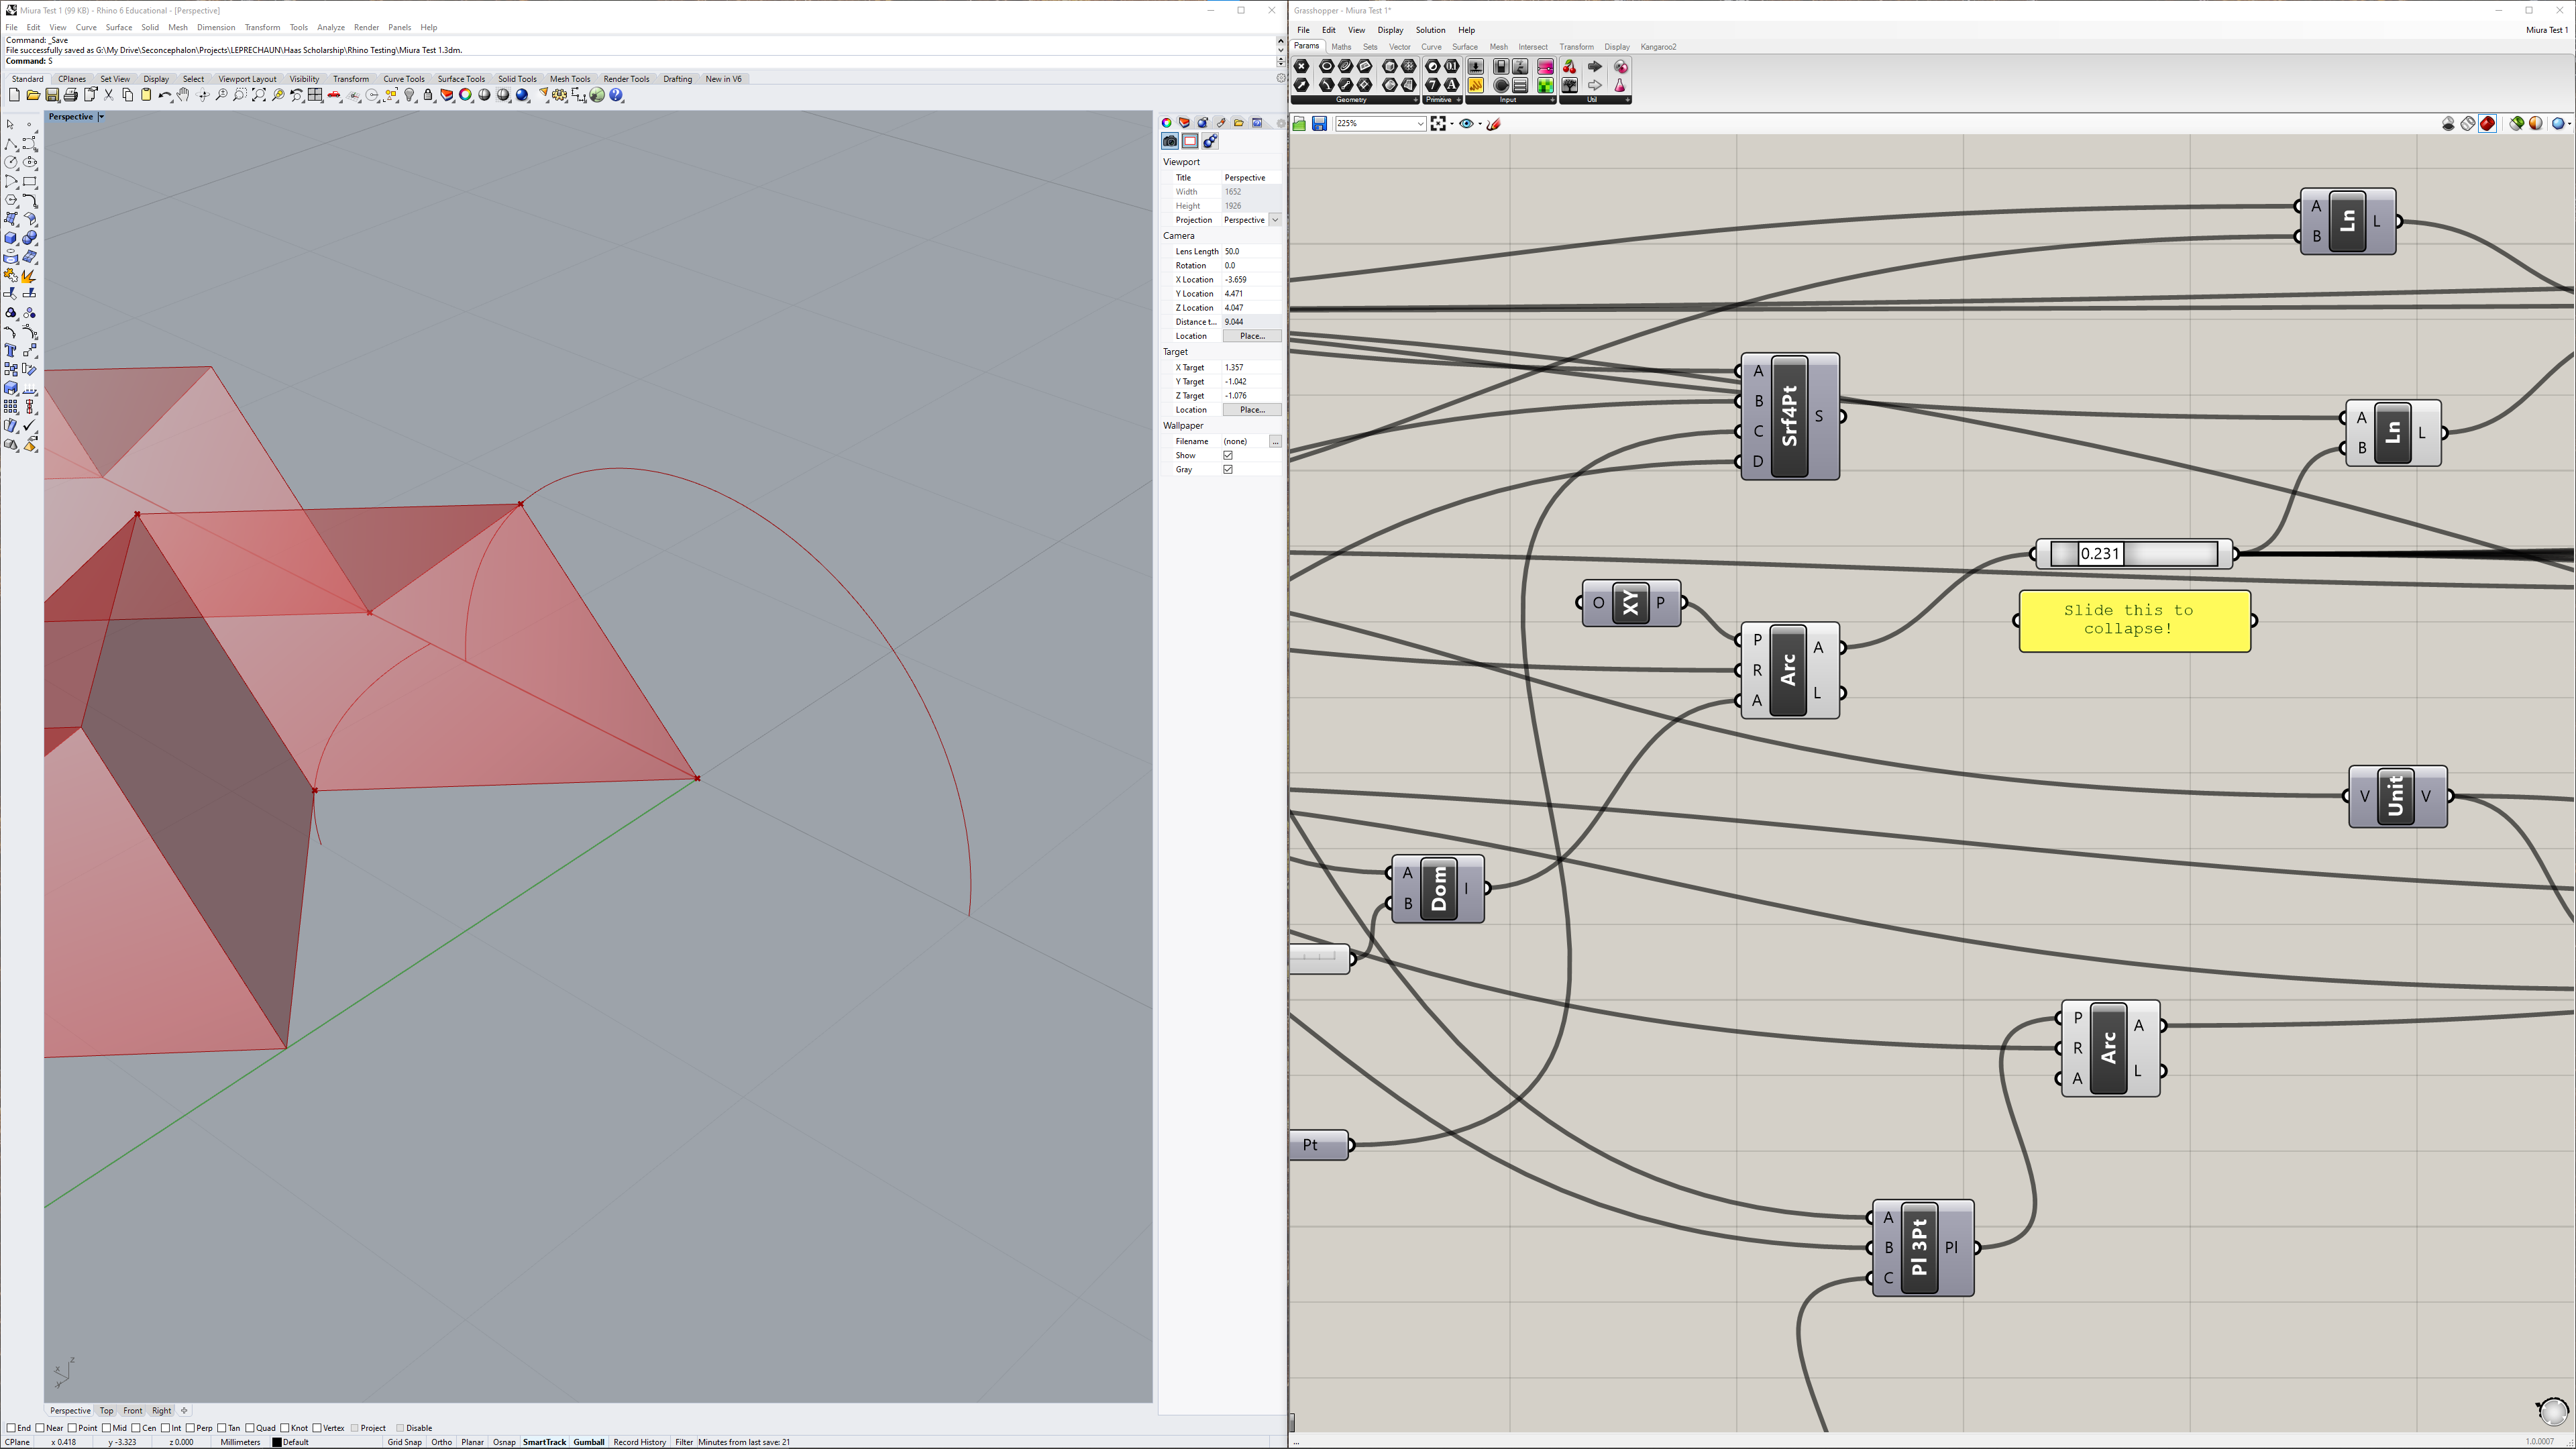 Miura Test 1 (99 KB) - Rhino 6 Educational - [Perspective]
File Edit View Curve Surface Solid Mesh Dimension Transform Tools Analyze Render Panels Help
Command: _Save
File successfully saved as G:\My Drive\Seconcephalon\Projects\LEPRECHAUN\Haas Scholarship\Rhino Testing\Miura Test 1.3dm.
Command: S
Standard CPlanes Set View Display Select Viewport Layout Visibility Transform Curve Tools Surface Tools Solid Tools Mesh Tools Render Tools Drafting New in V6
Perspective
Viewport
Title Perspective
Width 1652
Height 1926
Projection Perspective
Camera
Lens Length 50.0
Rotation 0.0
X Location -3.659
Y Location 4.471
Z Location 4.047
Distance t... 9.044
Location Place...
Target
X Target 1.357
Y Target -1.042
Z Target -1.076
Location Place...
Wallpaper
Filename (none) ...
Show
Gray
z
x
y
Perspective Top Front Right
End Near Point Mid Cen Int Perp Tan Quad Knot Vertex Project Disable
CPlane x 0.418 y -3.323 z 0.000 Millimeters Default Grid Snap Ortho Planar Osnap SmartTrack Gumball Record History Filter Minutes from last save: 21
Grasshopper - Miura Test 1*
File Edit View Display Solution Help Miura Test 1
Params Maths Sets Vector Curve Surface Mesh Intersect Transform Display Kangaroo2
Geometry Primitive Input Util
225%
A B Ln L
A B C D Srf4Pt S
A B Ln L
0.231
O XY P
Slide this to
collapse!
P R A Arc A L
V Unit V
A B Dom I
P R A Arc A L
Pt
A B C Pl 3Pt Pl
... 1.0.0007